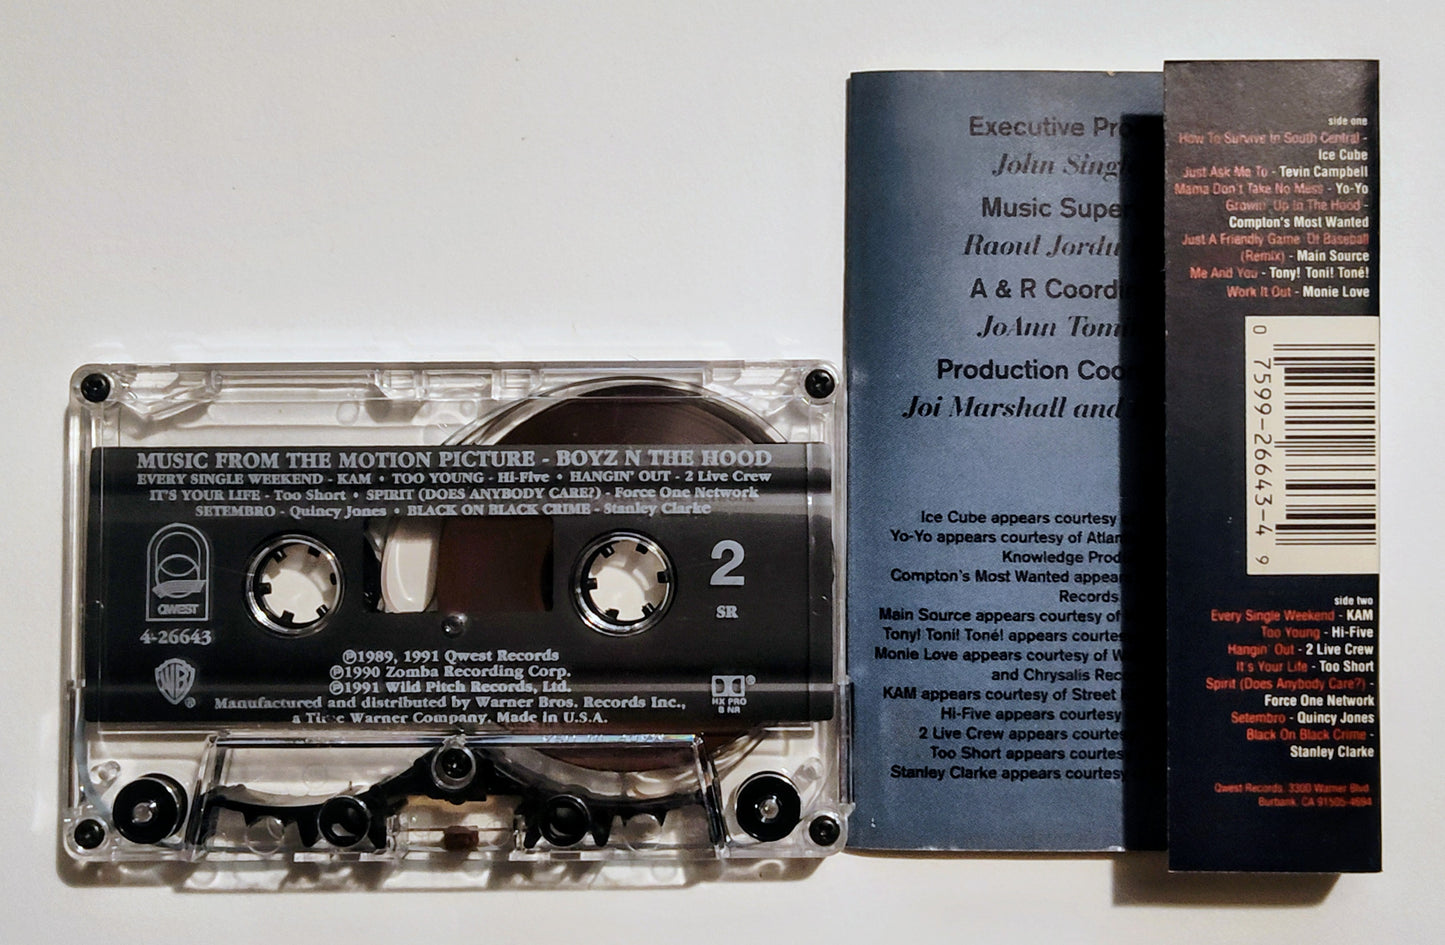 MUSIC FROM THE MOTION PICTURE - BOYZ N THE HOOD
EVERY SINGLE WEEKEND - KAM • TOO YOUNG - Hi-Five • HANGIN' OUT - 2 Live Crew
IT'S YOUR LIFE - Too Short • SPIRIT (DOES ANYBODY CARE?) - Force One Network
SETEMBRO - Quincy Jones • BLACK ON BLACK CRIME - Stanley Clarke
QWEST
4-26643
WB
®
2
SR
℗1989, 1991 Qwest Records
℗1990 Zomba Recording Corp.
℗1991 Wild Pitch Records, Ltd.
Manufactured and distributed by Warner Bros. Records Inc.,
a Time Warner Company. Made in U.S.A.
®
HX PRO
B NR
Executive Pro
John Singl
Music Super
Raoul Jordu
A & R Coordi
JoAnn Tom
Production Coo
Joi Marshall and
Ice Cube appears courtesy
Yo-Yo appears courtesy of Atlan
Knowledge Prod
Compton's Most Wanted appear
Records
Main Source appears courtesy of
Tony! Toni! Toné! appears courtes
Monie Love appears courtesy of W
and Chrysalis Rec
KAM appears courtesy of Street
Hi-Five appears courtesy
2 Live Crew appears courtes
Too Short appears courtes
Stanley Clarke appears courtesy
side one
How To Survive In South Central -
Ice Cube
Just Ask Me To - Tevin Campbell
Mama Don't Take No Mess - Yo-Yo
Growin' Up In The Hood -
Compton's Most Wanted
Just A Friendly Game Of Baseball
(Remix) - Main Source
Me And You - Tony! Toni! Toné!
Work It Out - Monie Love
0 7599-26643-4 9
side two
Every Single Weekend - KAM
Too Young - Hi-Five
Hangin' Out - 2 Live Crew
It's Your Life - Too Short
Spirit (Does Anybody Care?) -
Force One Network
Setembro - Quincy Jones
Black On Black Crime -
Stanley Clarke
Qwest Records, 3300 Warner Blvd.
Burbank, CA 91505-4694